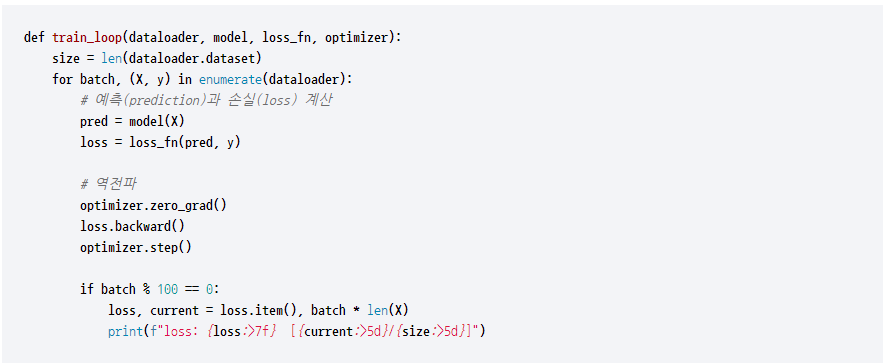 def train_loop(dataloader, model, loss_fn, optimizer):
    size = len(dataloader.dataset)
    for batch, (X, y) in enumerate(dataloader):
        # 예측(prediction)과 손실(loss) 계산
        pred = model(X)
        loss = loss_fn(pred, y)

        # 역전파
        optimizer.zero_grad()
        loss.backward()
        optimizer.step()

        if batch % 100 == 0:
            loss, current = loss.item(), batch * len(X)
            print(f"loss: {loss:>7f}  [{current:>5d}/{size:>5d}]")